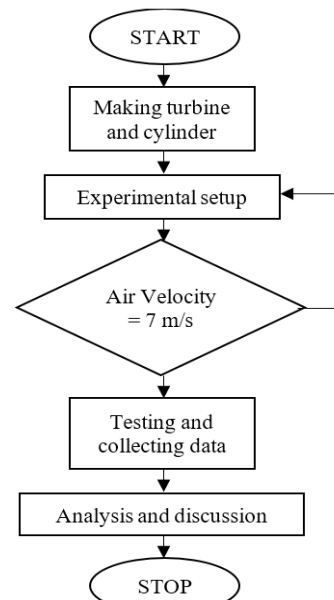 START
Making turbine
and cylinder
Experimental setup
Air Velocity
= 7 m/s
Testing and
collecting data
Analysis and discussion
STOP